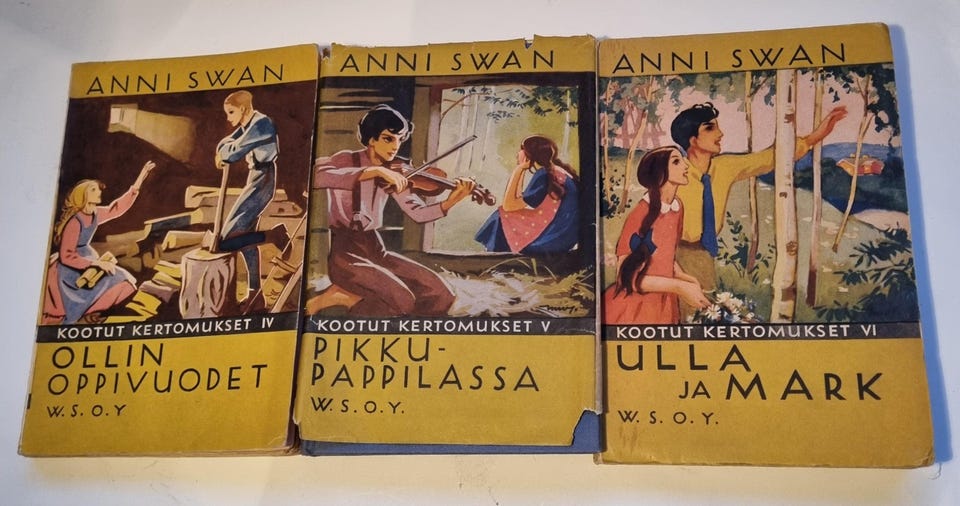 ANNI SWAN
KOOTUT KERTOMUKSET IV
OLLIN
OPPIVUODET
W. S. O. Y
ANNI SWAN
KOOTUT KERTOMUKSET V
PIKKU-
PAPPILASSA
W. S. O. Y.
ANNI SWAN
KOOTUT KERTOMUKSET VI
ULLA
JA MARK
W. S. O. Y.